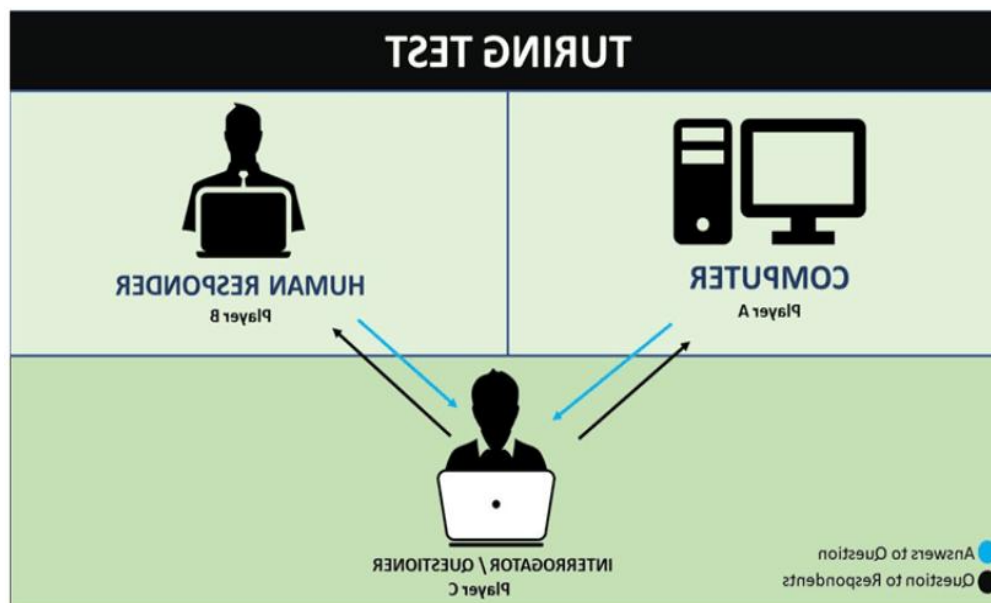 TURING TEST
COMPUTER
Player A
HUMAN RESPONDER
Player B
INTERROGATOR / QUESTIONER
Player C
Answers to Question
Question to Respondents